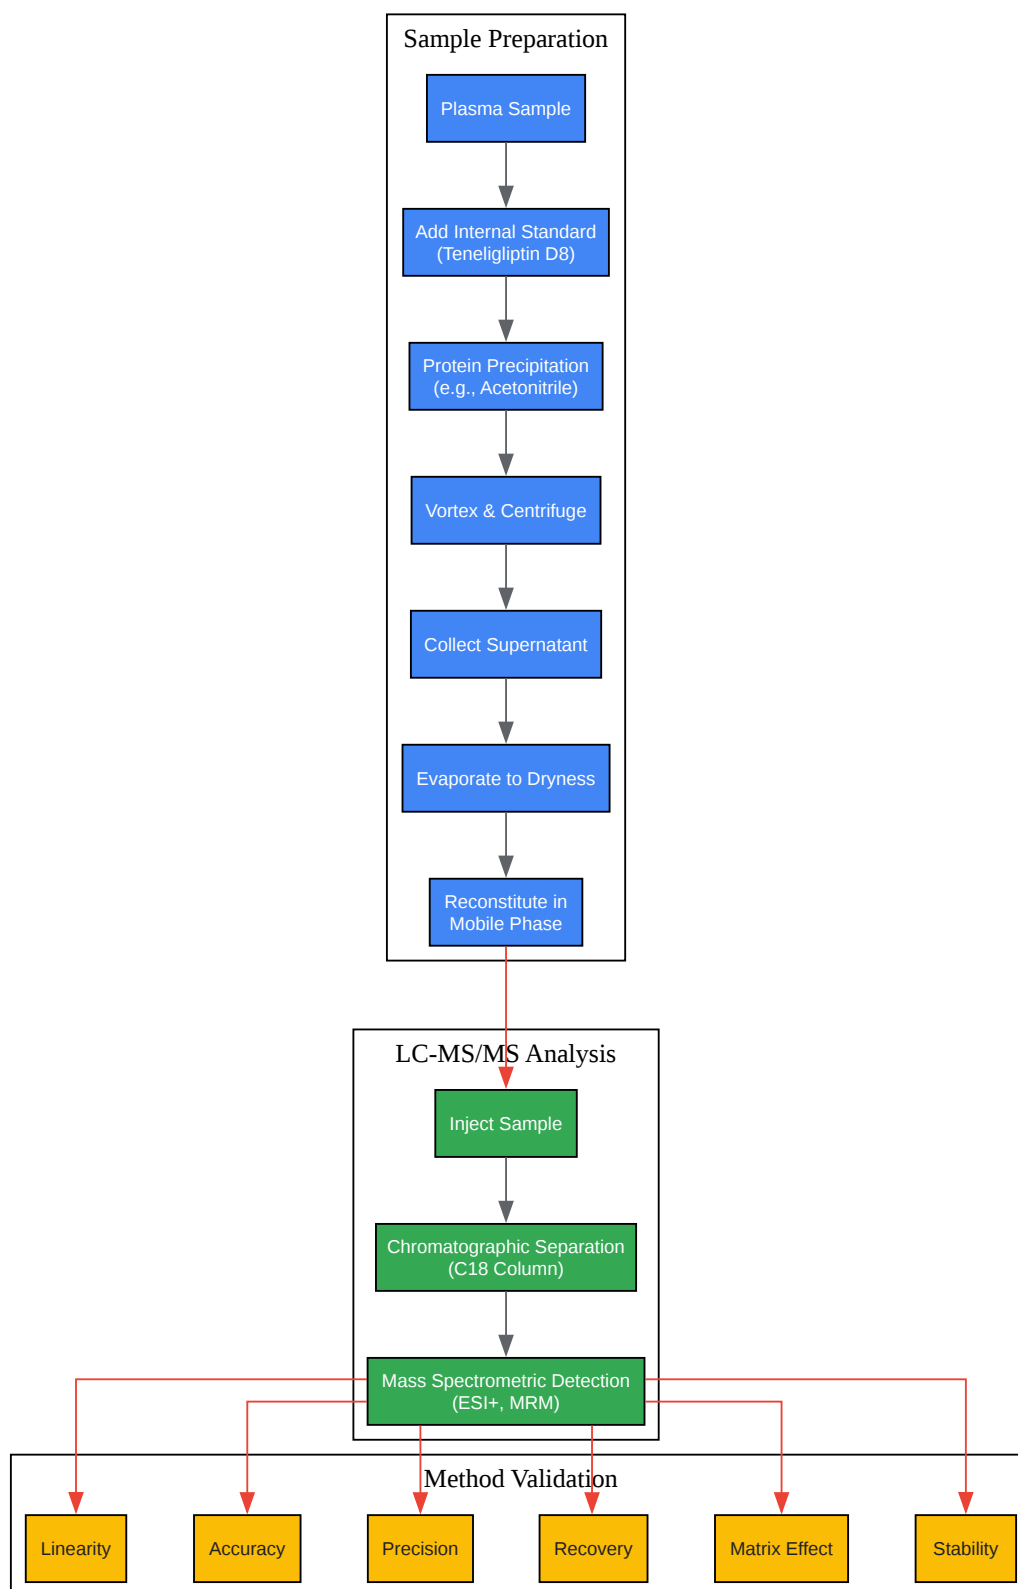 Sample Preparation
Plasma Sample
Add Internal Standard
(Teneligliptin D8)
Protein Precipitation
(e.g., Acetonitrile)
Vortex & Centrifuge
Collect Supernatant
Evaporate to Dryness
Reconstitute in
Mobile Phase
LC-MS/MS Analysis
Inject Sample
Chromatographic Separation
(C18 Column)
Mass Spectrometric Detection
(ESI+, MRM)
Method Validation
Linearity
Accuracy
Precision
Recovery
Matrix Effect
Stability